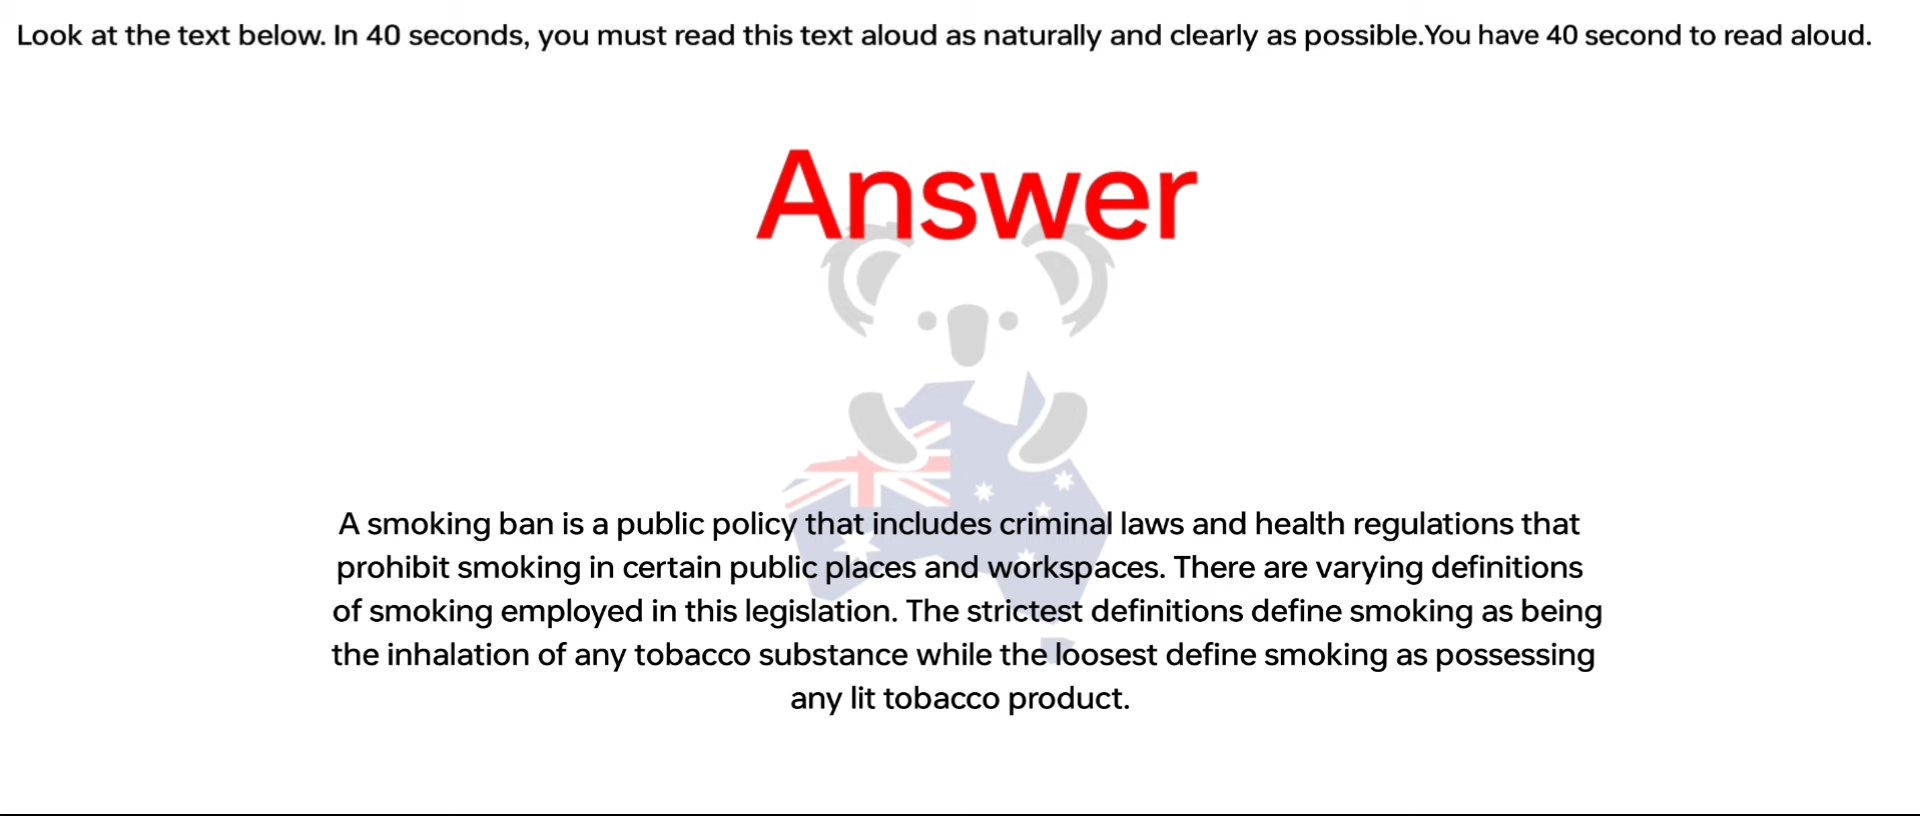 Look at the text below. In 40 seconds, you must read this text aloud as naturally and clearly as possible.You have 40 second to read aloud.
Answer
A smoking ban is a public policy that includes criminal laws and health regulations that
prohibit smoking in certain public places and workspaces. There are varying definitions
of smoking employed in this legislation. The strictest definitions define smoking as being
the inhalation of any tobacco substance while the loosest define smoking as possessing
any lit tobacco product.